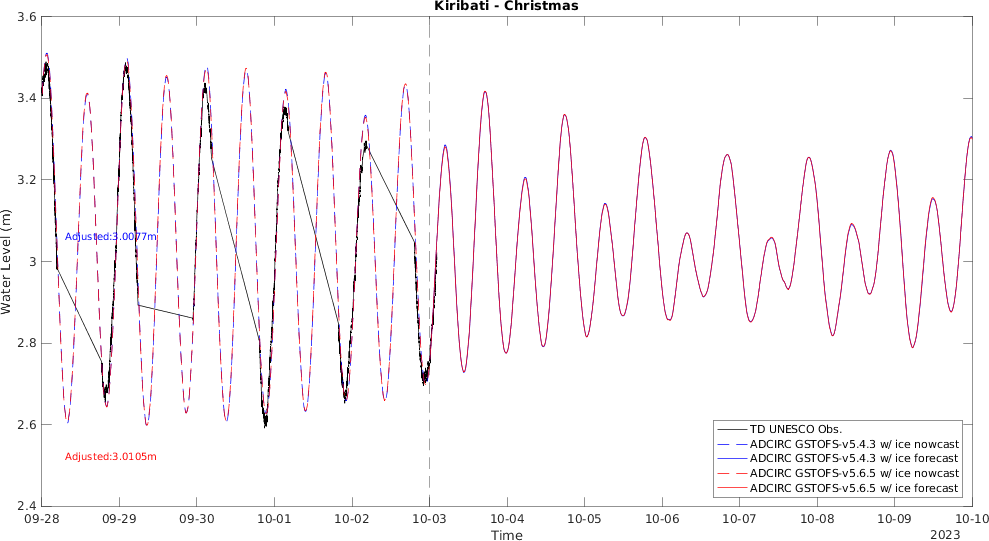 Kiribati - Christmas
3.6
3.4
3.2
3
2.8
2.6
2.4
Water Level (m)
Adjusted:3.0077m
Adjusted:3.0105m
TD UNESCO Obs.
ADCIRC GSTOFS-v5.4.3 w/ ice nowcast
ADCIRC GSTOFS-v5.4.3 w/ ice forecast
ADCIRC GSTOFS-v5.6.5 w/ ice nowcast
ADCIRC GSTOFS-v5.6.5 w/ ice forecast
09-28 09-29 09-30 10-01 10-02 10-03 10-04 10-05 10-06 10-07 10-08 10-09 10-10
Time
2023